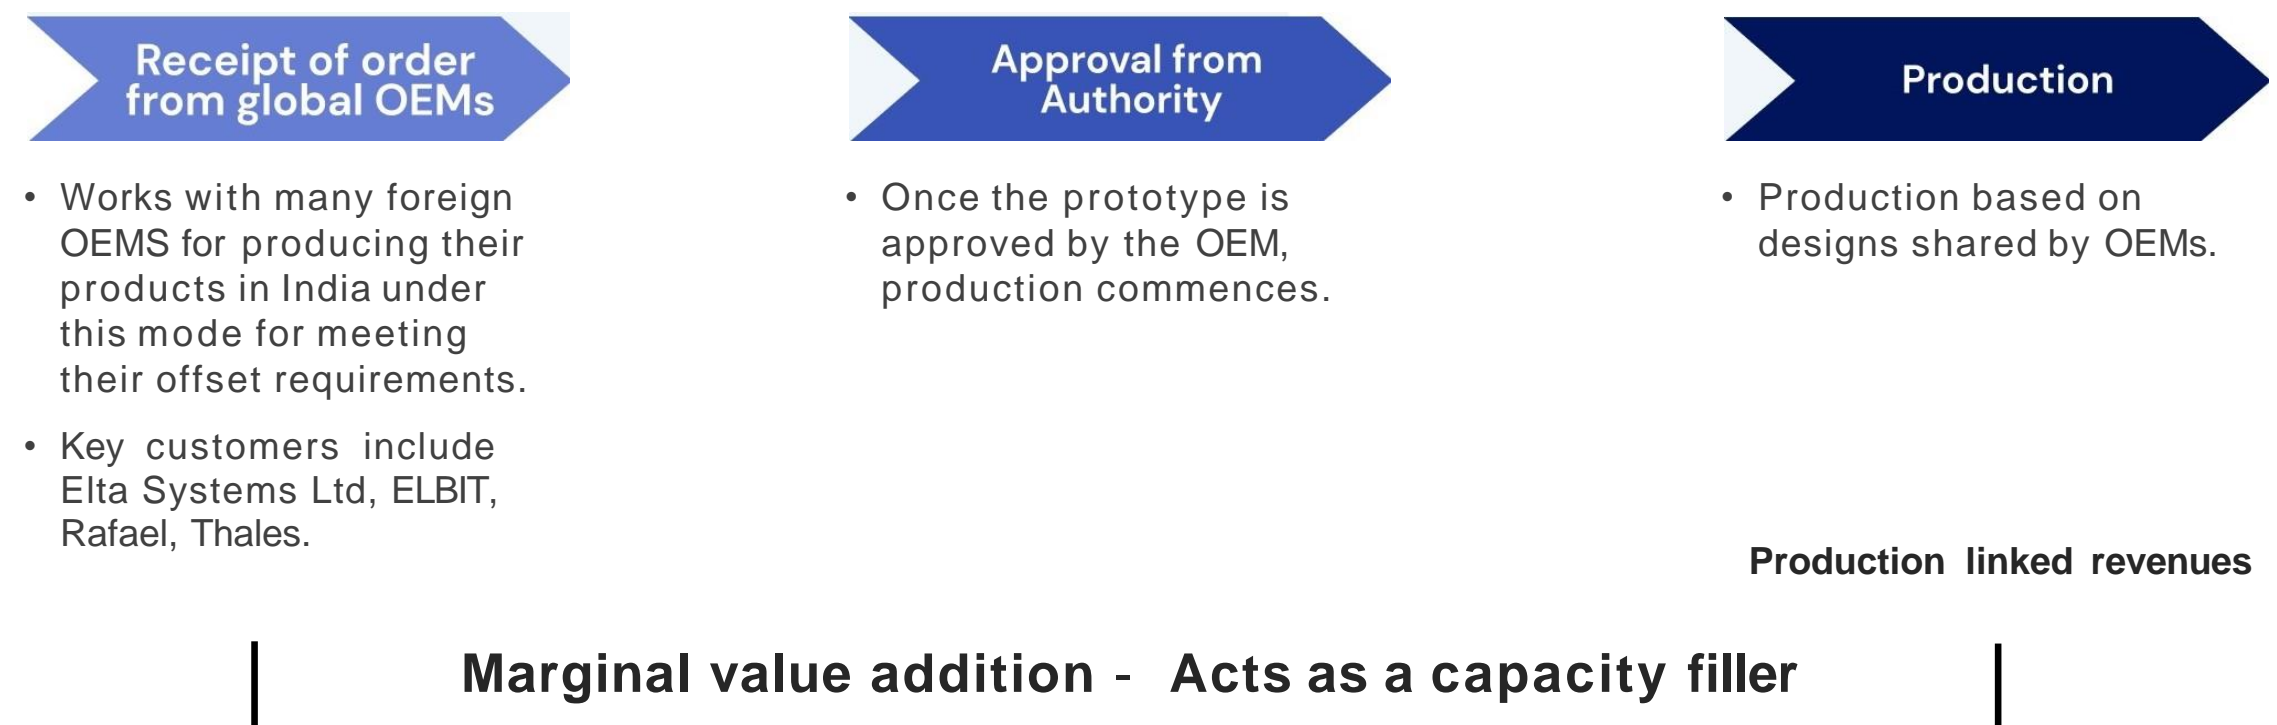 Receipt of order
from global OEMs
• Works with many foreign
OEMS for producing their
products in India under
this mode for meeting
their offset requirements.
• Key customers include
Elta Systems Ltd, ELBIT,
Rafael, Thales.
Approval from
Authority
• Once the prototype is
approved by the OEM,
production commences.
Production
• Production based on
designs shared by OEMs.
Production linked revenues
Marginal value addition - Acts as a capacity filler